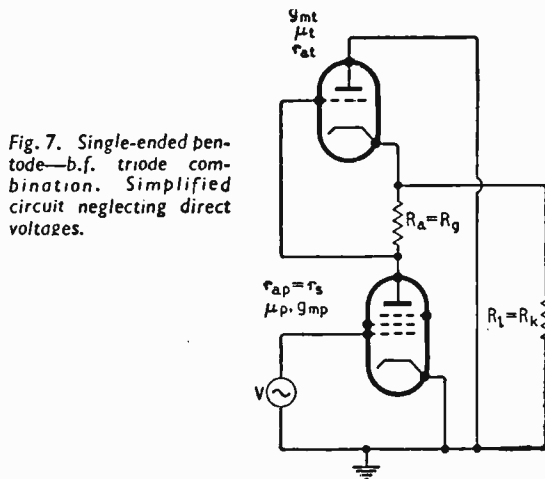 gmt
μt
rat
Fig. 7. Single-ended pen-
tode—b.f. triode com-
bination. Simplified
circuit neglecting direct
voltages.
Ra=Rg
rap=rs
μp, gmp
Rl=Rk
V